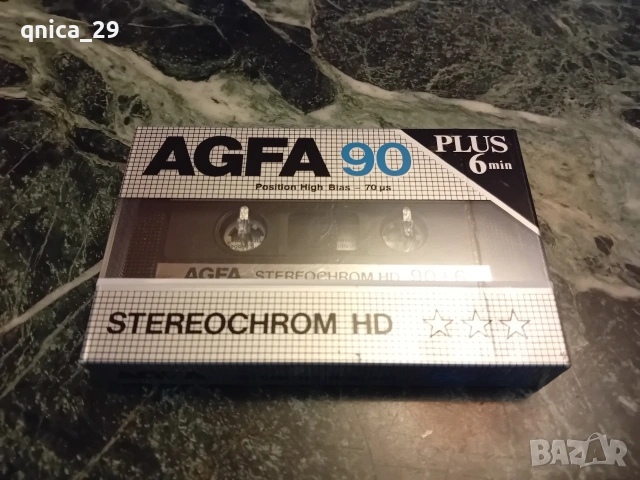 qnica_29
AGFA 90
PLUS
6 min
Position High Bias – 70 µs
AGFA STEREOCHROM HD 90+6
STEREOCHROM HD ☆☆☆
BAZAR